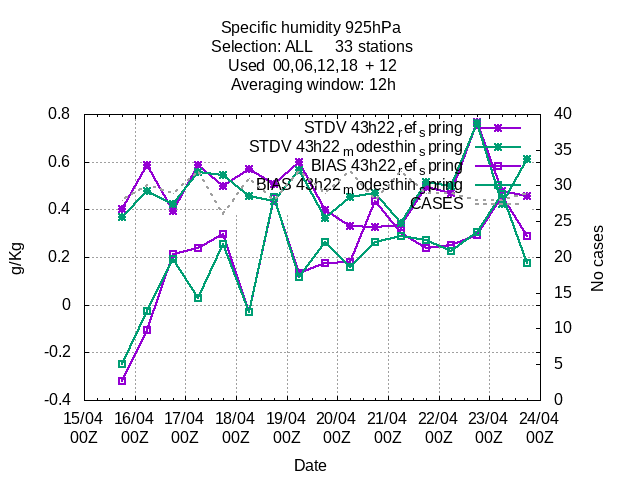 Specific humidity 925hPa
Selection: ALL 33 stations
Used 00,06,12,18 + 12
Averaging window: 12h
0.8 40
STDV 43h22refspring
STDV 43h22modesthinspring
BIAS 43h22refspring
BIAS 43h22modesthinspring
CASES
35
0.6 30
0.4 25
0.2 20
15
0 10
-0.2 5
-0.4 0
g/Kg
No cases
15/04 16/04 17/04 18/04 19/04 20/04 21/04 22/04 23/04 24/04
00Z 00Z 00Z 00Z 00Z 00Z 00Z 00Z 00Z 00Z
Date